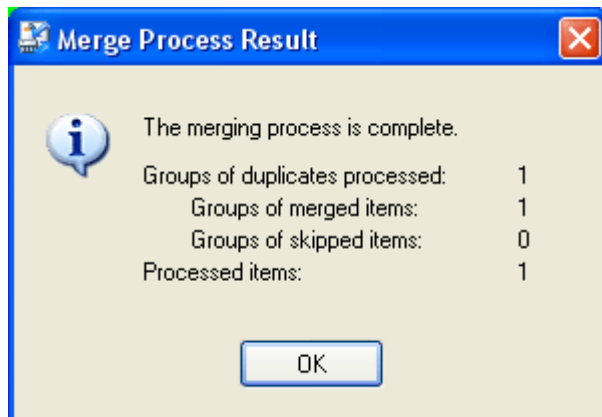 Merge Process Result
The merging process is complete.
Groups of duplicates processed: 1
Groups of merged items: 1
Groups of skipped items: 0
Processed items: 1
OK